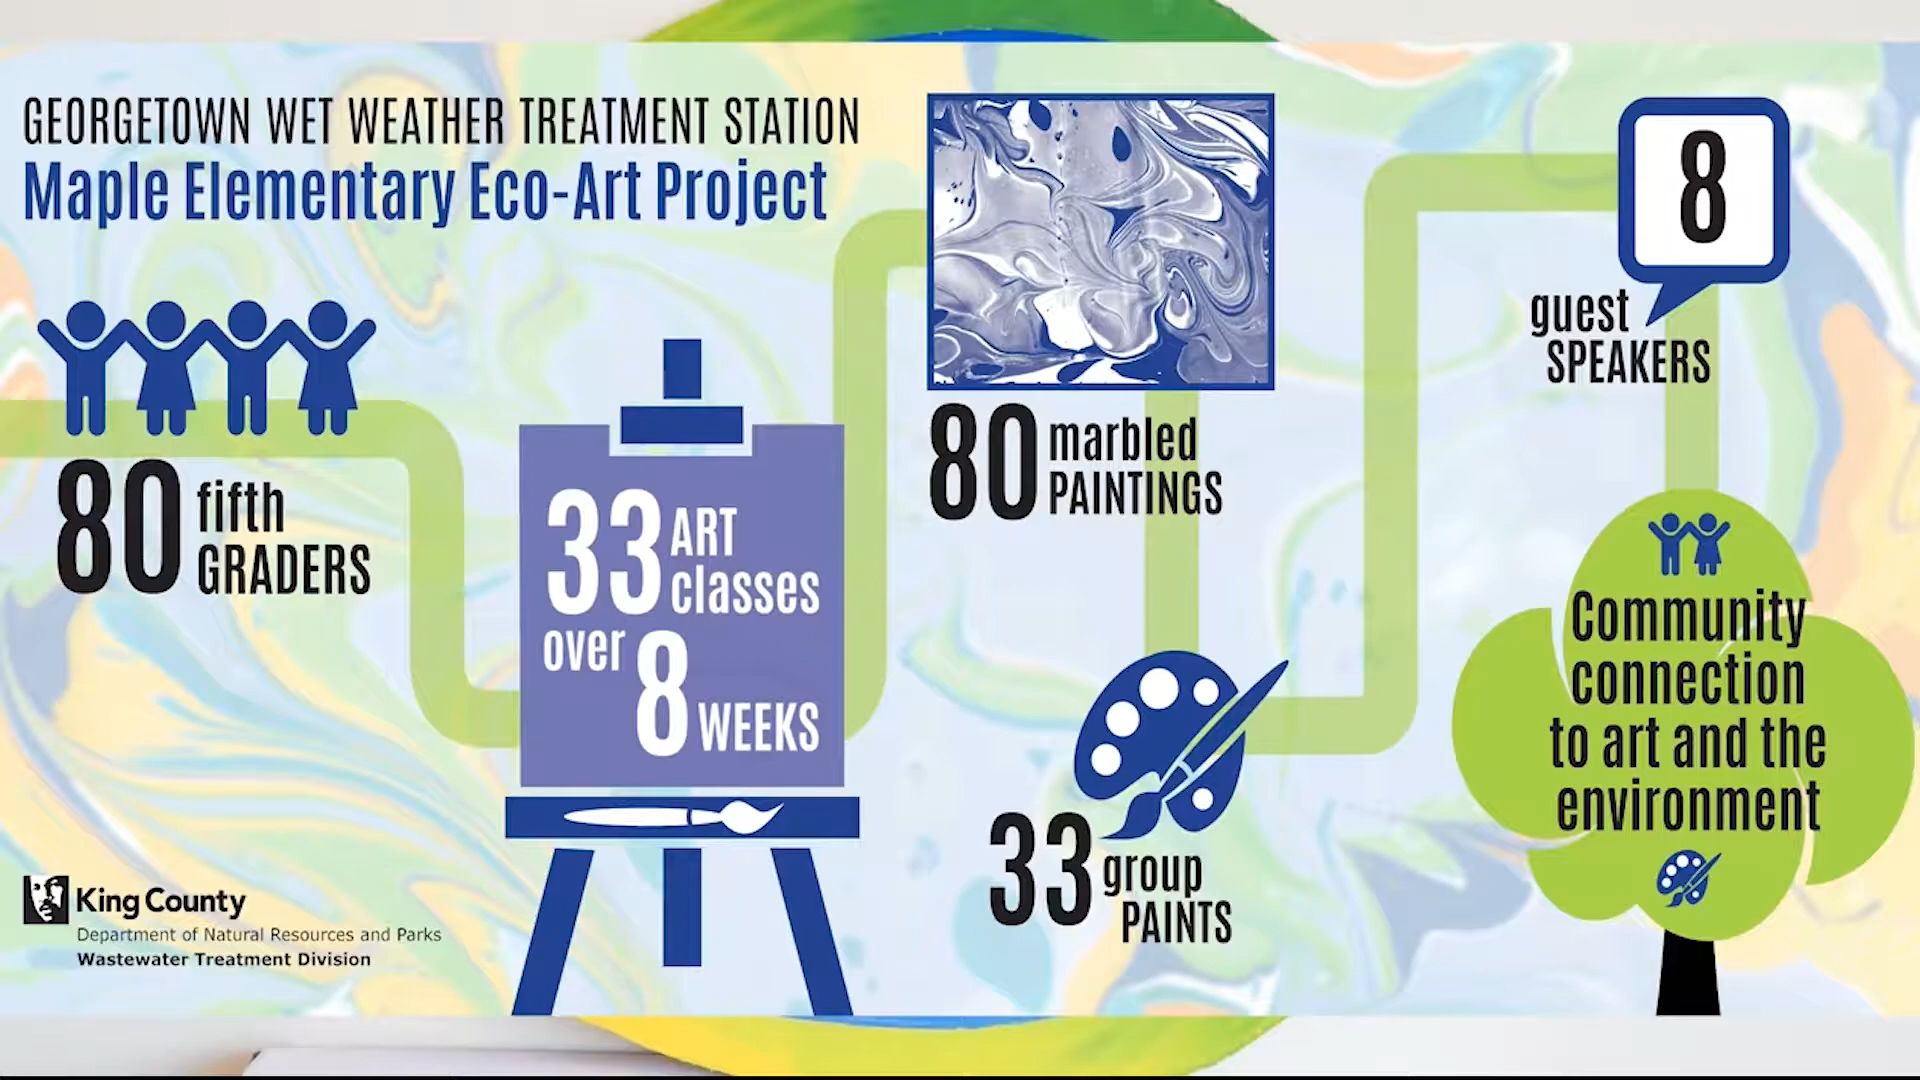 GEORGETOWN WET WEATHER TREATMENT STATION
Maple Elementary Eco-Art Project
80 fifth
GRADERS
33 ART
classes
over
8 WEEKS
80 marbled
PAINTINGS
33 group
PAINTS
8
guest
SPEAKERS
Community
connection
to art and the
environment
King County
Department of Natural Resources and Parks
Wastewater Treatment Division